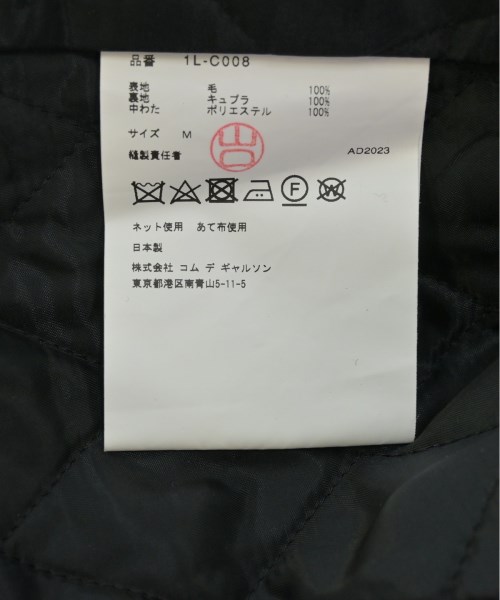 品番 1L-C008
表地 毛 100%
裏地 キュプラ 100%
中わた ポリエステル 100%
サイズ M
縫製責任者
AD2023
F W
ネット使用 あて布使用
日本製
株式会社 コム デ ギャルソン
東京都港区南青山5-11-5